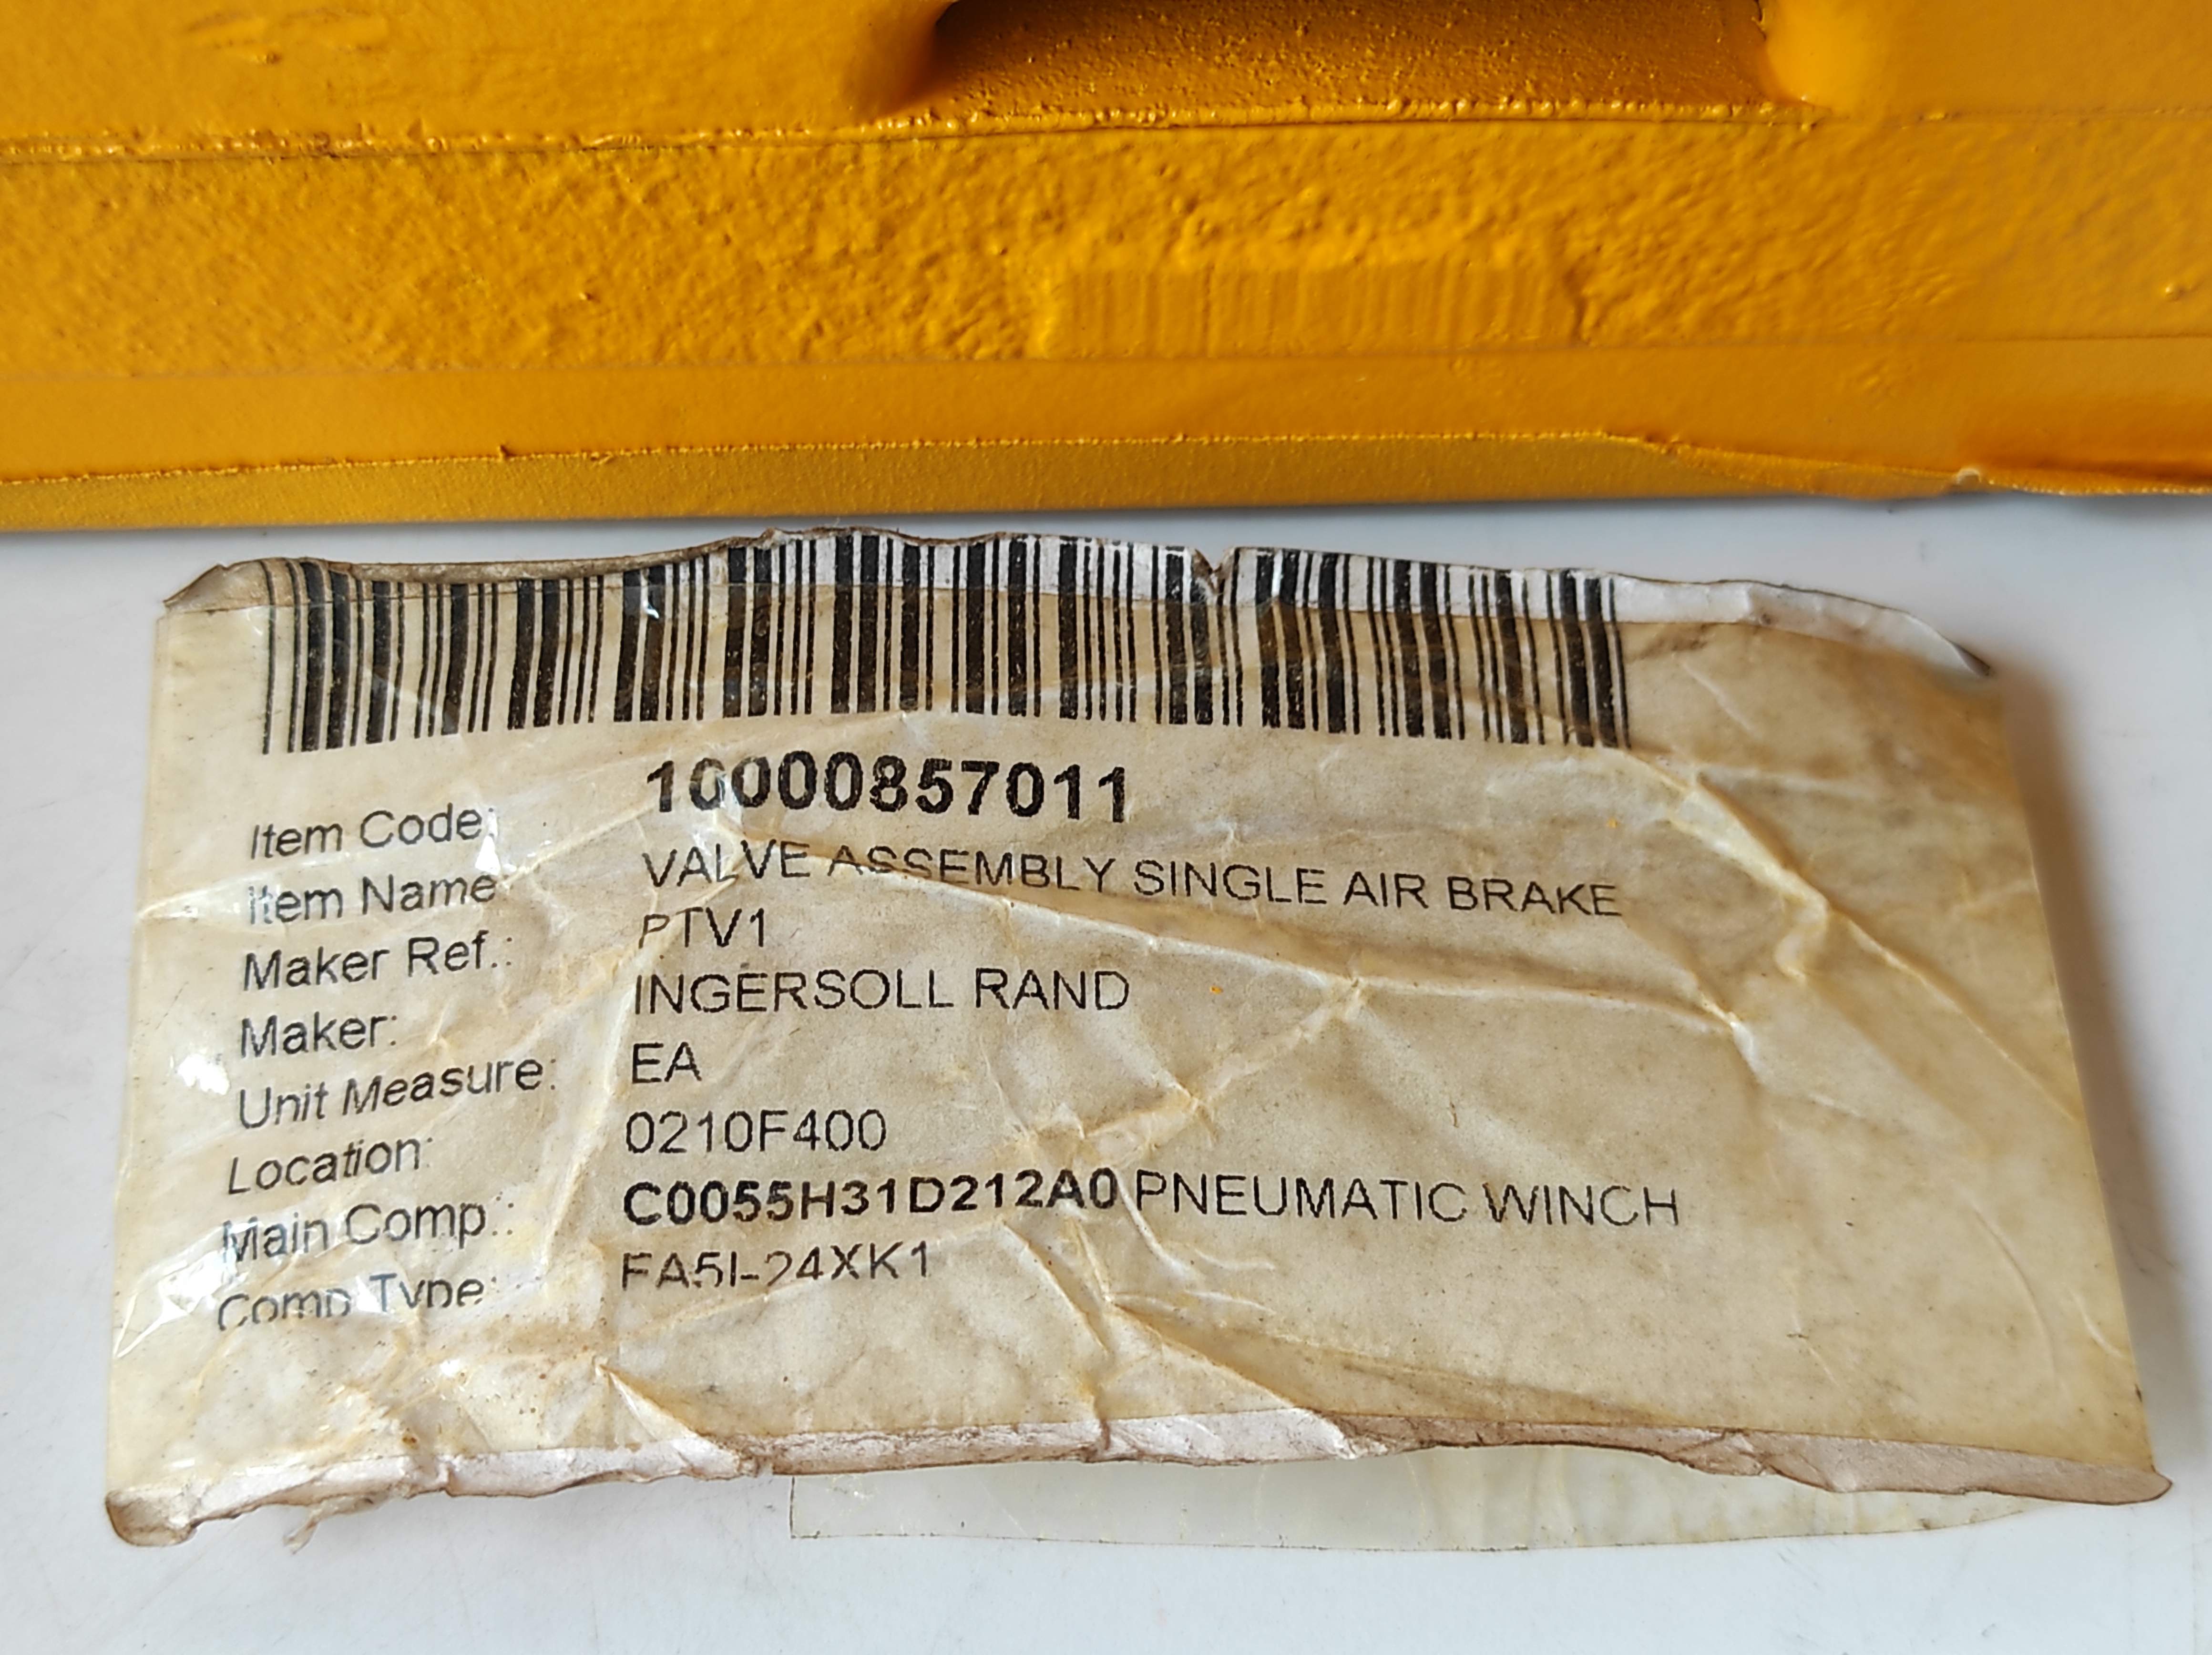 Item Code: 10000857011
Item Name VALVE ASSEMBLY SINGLE AIR BRAKE
Maker Ref.: PTV1
Maker: INGERSOLL RAND
Unit Measure: EA
Location: 0210F400
Main Comp.: C0055H31D212A0 PNEUMATIC WINCH
Comp Type: FA5I-24XK1